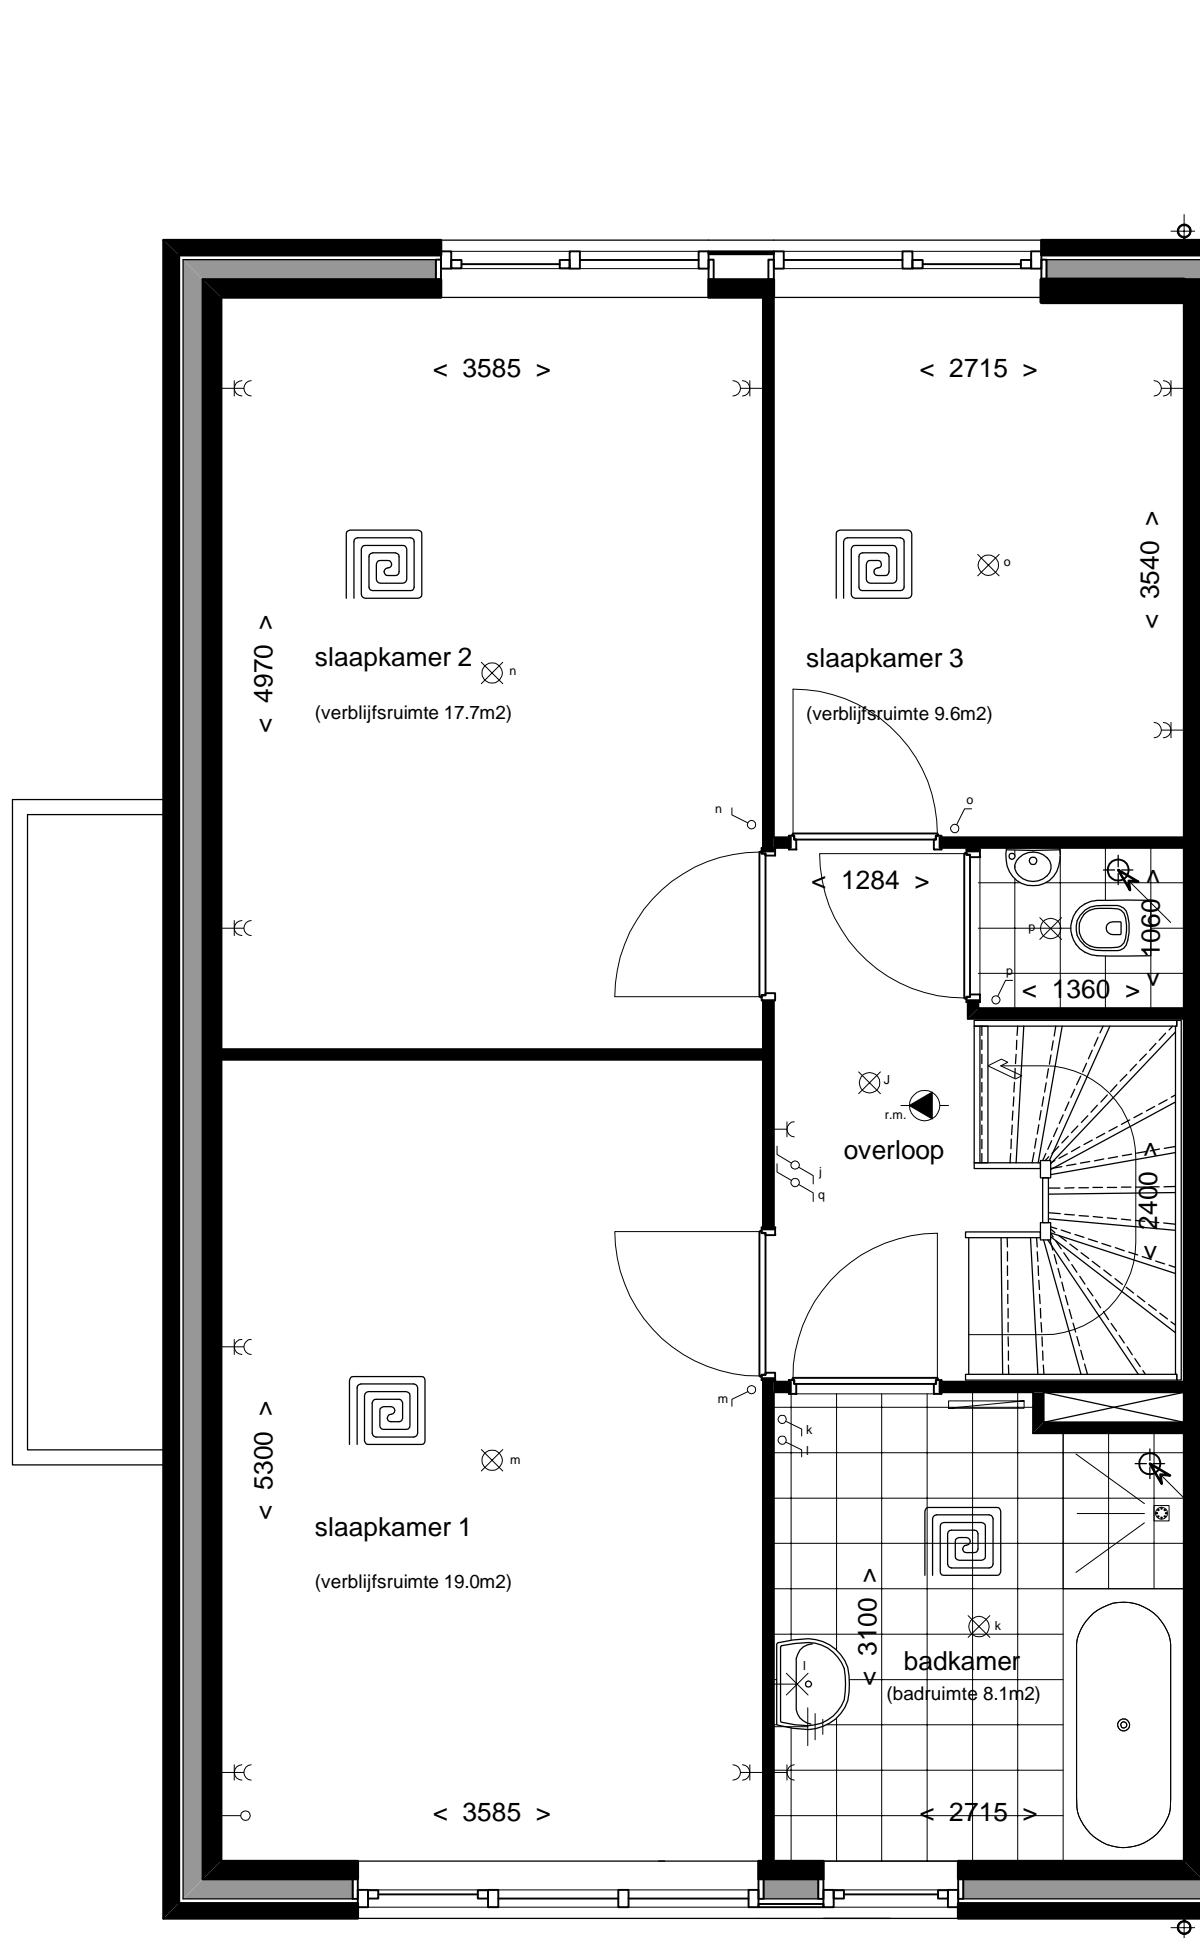 < 3585 >
< 2715 >
< 3540 >
o
slaapkamer 2
n
(verblijfsruimte 17.7m2)
< 4970 >
slaapkamer 3
(verblijfsruimte 9.6m2)
n
o
< 1284 >
< 1060 >
p
p
< 1360 >
J
r.m.
overloop
j
q
< 2400 >
m
k
l
< 5300 >
m
slaapkamer 1
(verblijfsruimte 19.0m2)
< 3100 >
k
badkamer
(badruimte 8.1m2)
l
< 3585 >
< 2715 >